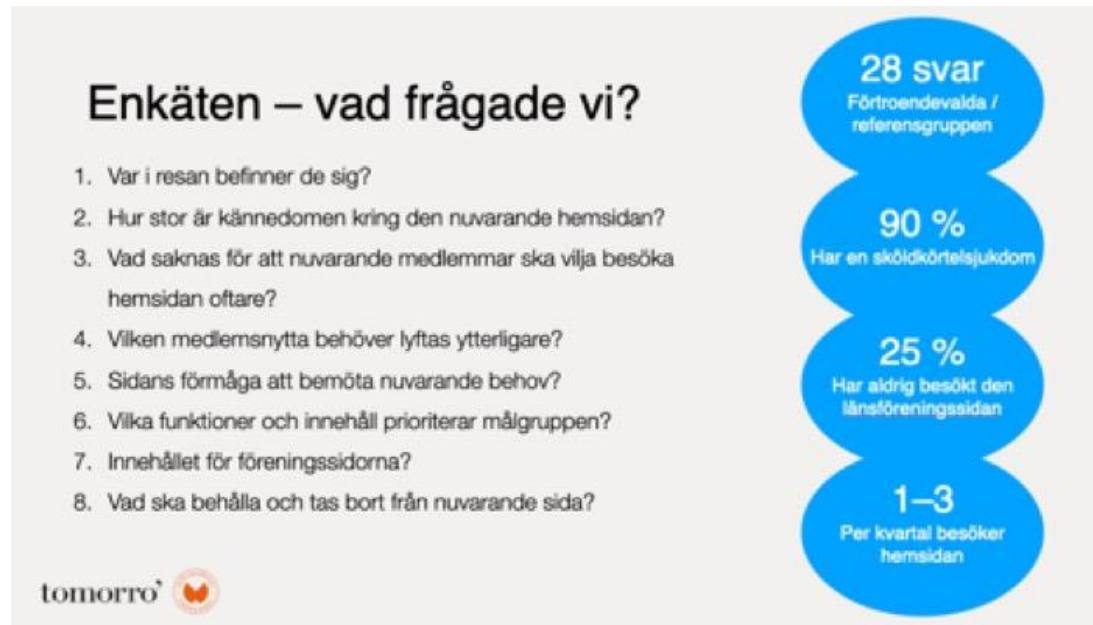 Enkäten – vad frågade vi?
1. Var i resan befinner de sig?
2. Hur stor är kännedomen kring den nuvarande hemsidan?
3. Vad saknas för att nuvarande medlemmar ska vilja besöka
hemsidan oftare?
4. Vilken medlemsnytta behöver lyftas ytterligare?
5. Sidans förmåga att bemöta nuvarande behov?
6. Vilka funktioner och innehåll prioriterar målgruppen?
7. Innehållet för föreningssidorna?
8. Vad ska behålla och tas bort från nuvarande sida?
28 svar
Förtroendevalda /
referensgruppen
90 %
Har en sköldkörtelsjukdom
25 %
Har aldrig besökt den
länsföreningssidan
1–3
Per kvartal besöker
hemsidan
tomorro’